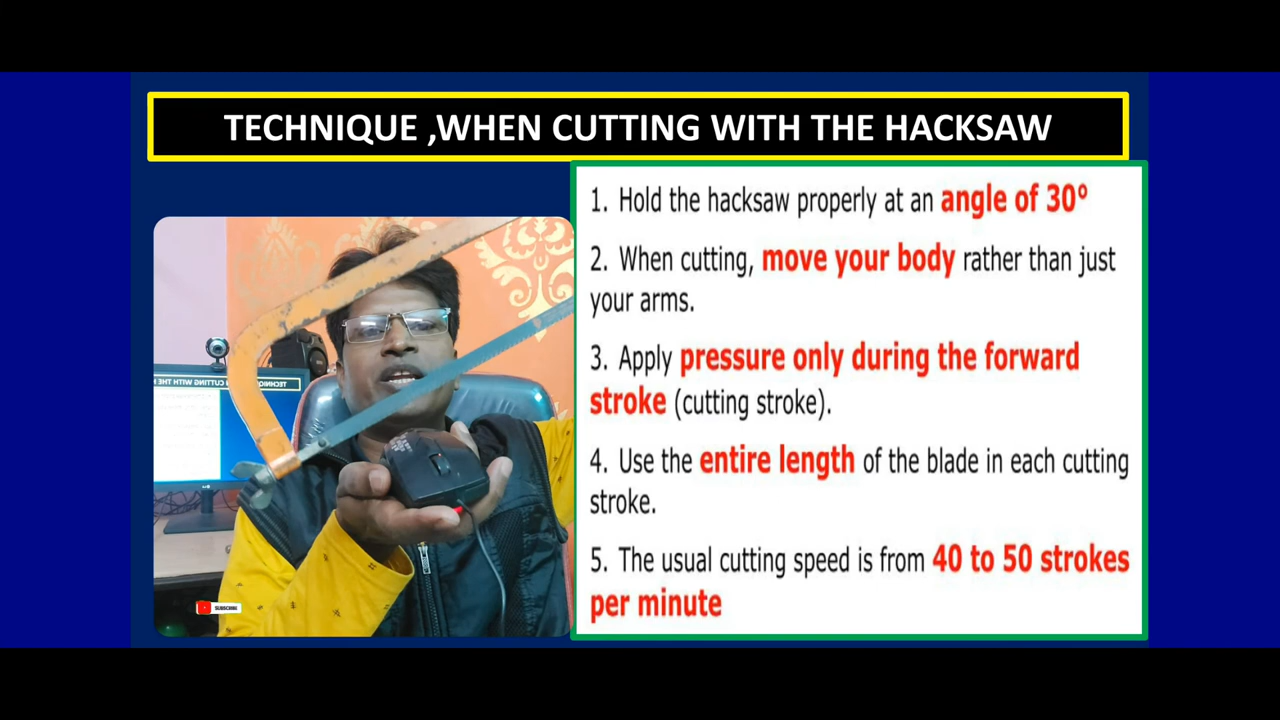 TECHNIQUE ,WHEN CUTTING WITH THE HACKSAW
1. Hold the hacksaw properly at an angle of 30°
2. When cutting, move your body rather than just
your arms.
3. Apply pressure only during the forward
stroke (cutting stroke).
4. Use the entire length of the blade in each cutting
stroke.
5. The usual cutting speed is from 40 to 50 strokes
per minute
SUBSCRIBE